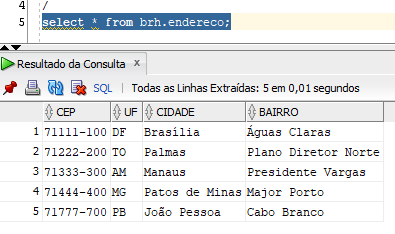 4 /
5 select * from brh.endereco;
Resultado da Consulta x
SQL | Todas as Linhas Extraídas: 5 em 0,01 segundos
CEP UF CIDADE BAIRRO
1 71111-100 DF Brasília Águas Claras
2 71222-200 TO Palmas Plano Diretor Norte
3 71333-300 AM Manaus Presidente Vargas
4 71444-400 MG Patos de Minas Major Porto
5 71777-700 PB João Pessoa Cabo Branco